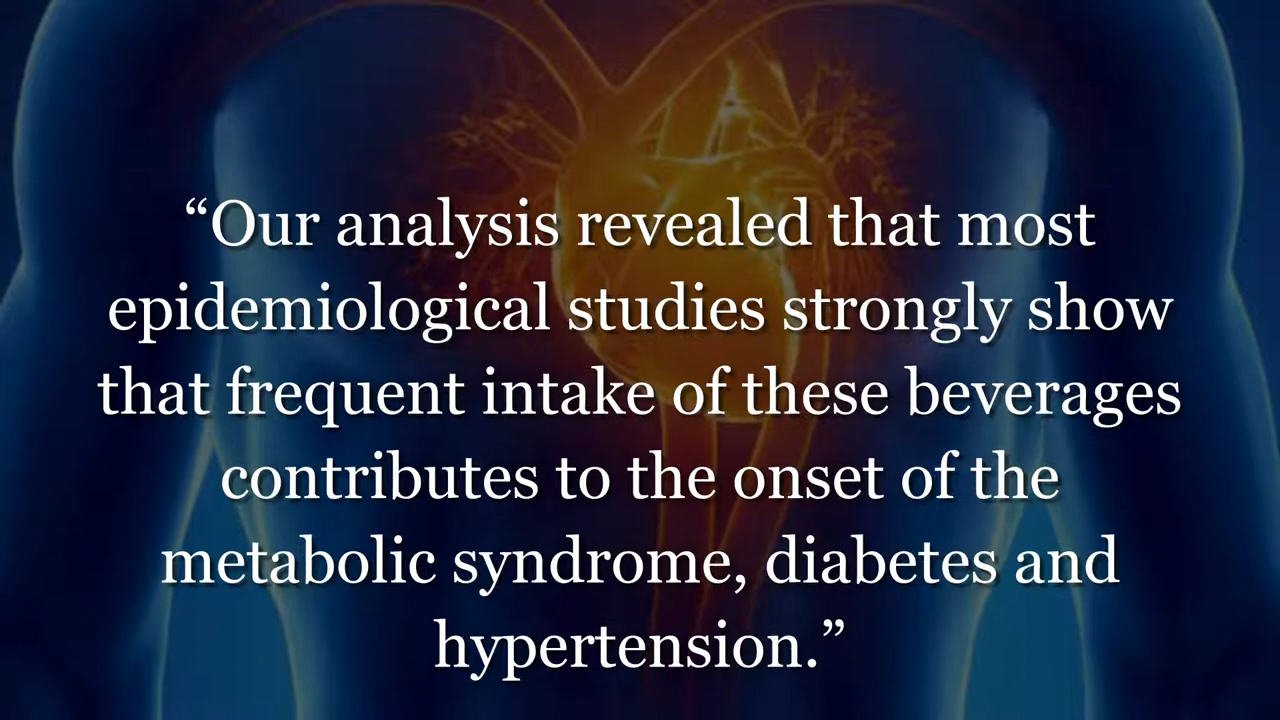 “Our analysis revealed that most
epidemiological studies strongly show
that frequent intake of these beverages
contributes to the onset of the
metabolic syndrome, diabetes and
hypertension.”